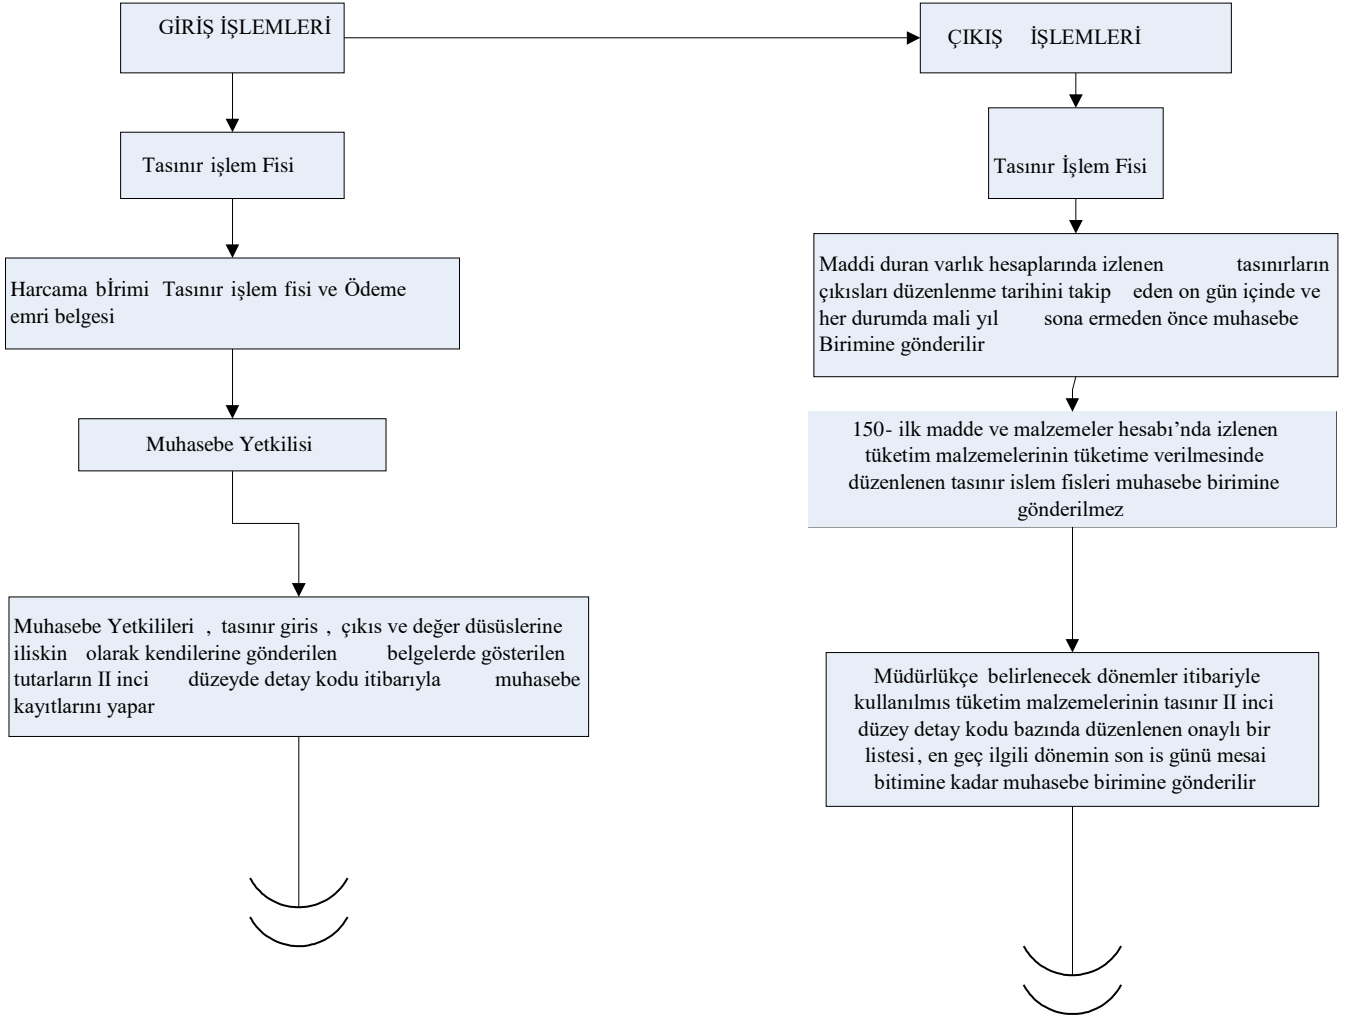 GİRİŞ İŞLEMLERİ
Tasınır işlem Fisi
Harcama bİrimi Tasınır işlem fisi ve Ödeme
emri belgesi
Muhasebe Yetkilisi
Muhasebe Yetkilileri , tasınır giris , çıkıs ve değer düsüslerine
iliskin olarak kendilerine gönderilen belgelerde gösterilen
tutarların II inci düzeyde detay kodu itibarıyla muhasebe
kayıtlarını yapar
ÇIKIŞ İŞLEMLERİ
Tasınır İşlem Fisi
Maddi duran varlık hesaplarında izlenen tasınırların
çıkısları düzenlenme tarihini takip eden on gün içinde ve
her durumda mali yıl sona ermeden önce muhasebe
Birimine gönderilir
150- ilk madde ve malzemeler hesabı’nda izlenen
tüketim malzemelerinin tüketime verilmesinde
düzenlenen tasınır islem fisleri muhasebe birimine
gönderilmez
Müdürlükçe belirlenecek dönemler itibariyle
kullanılmıs tüketim malzemelerinin tasınır II inci
düzey detay kodu bazında düzenlenen onaylı bir
listesi, en geç ilgili dönemin son is günü mesai
bitimine kadar muhasebe birimine gönderilir